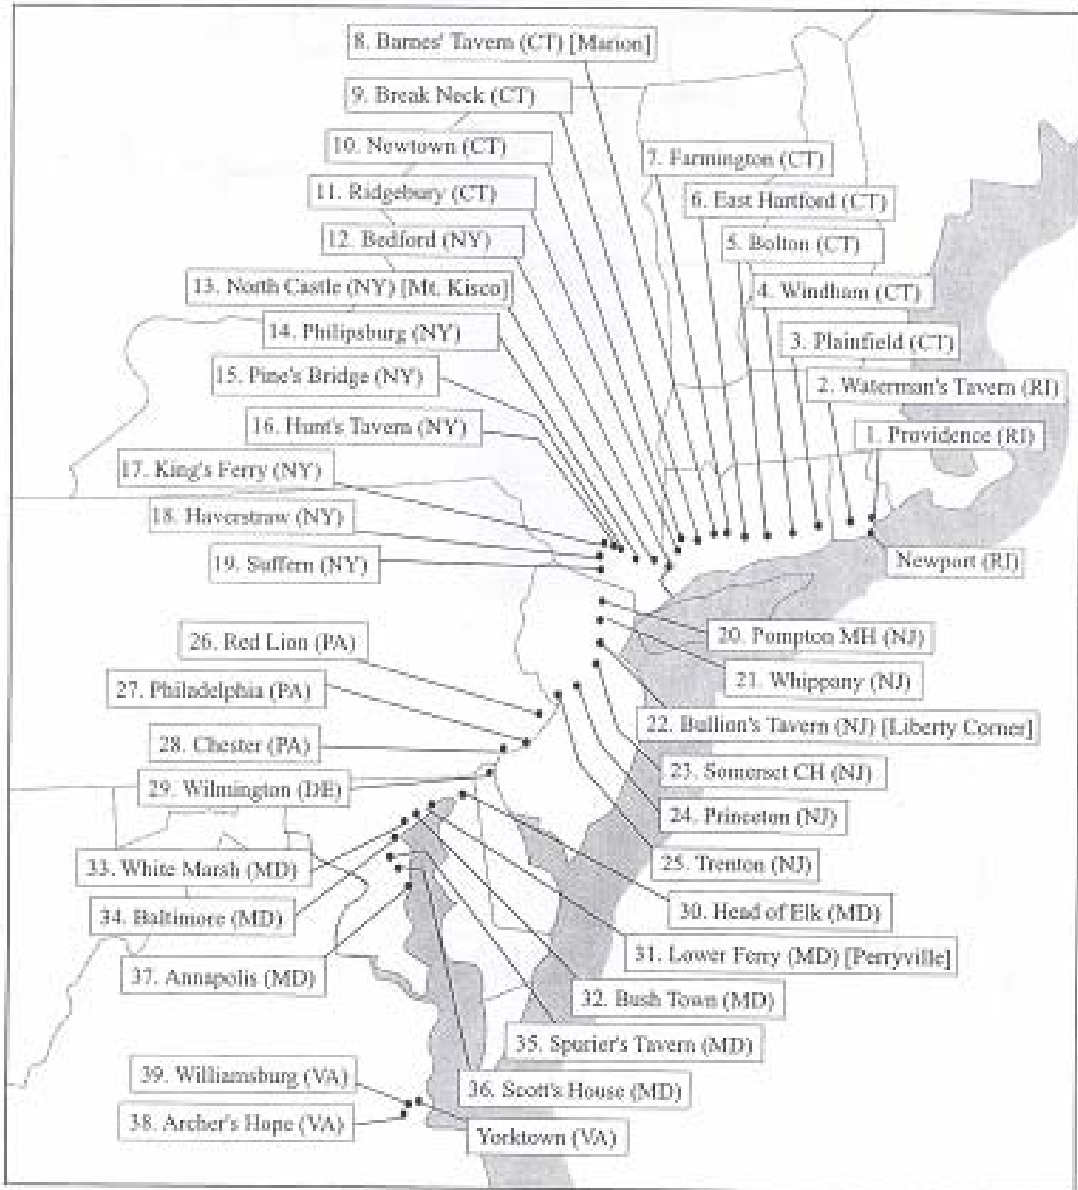 8. Barnes' Tavern (CT) [Marion]
9. Break Neck (CT)
10. Newtown (CT)
7. Farmington (CT)
11. Ridgebury (CT)
6. East Hartford (CT)
12. Bedford (NY)
5. Bolton (CT)
13. North Castle (NY) [Mt. Kisco]
4. Windham (CT)
14. Philipsburg (NY)
3. Plainfield (CT)
15. Pine's Bridge (NY)
2. Waterman's Tavern (RI)
16. Hunt's Tavern (NY)
1. Providence (RI)
17. King's Ferry (NY)
18. Haverstraw (NY)
19. Suffern (NY)
Newport (RI)
26. Red Lion (PA)
20. Pompton MH (NJ)
27. Philadelphia (PA)
21. Whippany (NJ)
22. Bullion's Tavern (NJ) [Liberty Corner]
28. Chester (PA)
23. Somerset CH (NJ)
29. Wilmington (DE)
24. Princeton (NJ)
33. White Marsh (MD)
25. Trenton (NJ)
34. Baltimore (MD)
30. Head of Elk (MD)
31. Lower Ferry (MD) [Perryville]
37. Annapolis (MD)
32. Bush Town (MD)
35. Spurier's Tavern (MD)
39. Williamsburg (VA)
36. Scott's House (MD)
38. Archer's Hope (VA)
Yorktown (VA)